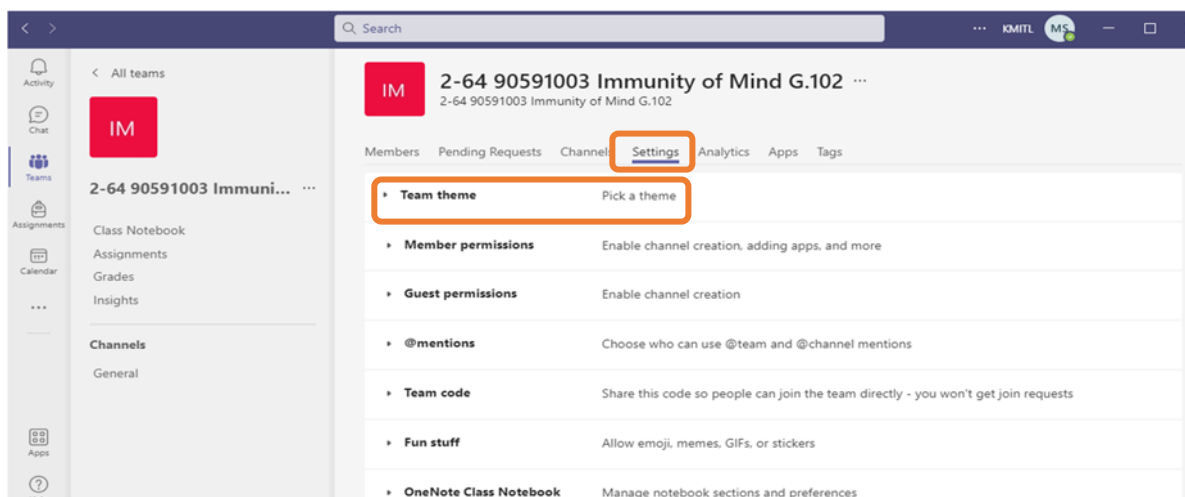 Search
KMITL
MS
Activity
Chat
Teams
Assignments
Calendar
Apps
All teams
IM
2-64 90591003 Immuni... ...
Class Notebook
Assignments
Grades
Insights
Channels
General
IM
2-64 90591003 Immunity of Mind G.102 ...
2-64 90591003 Immunity of Mind G.102
Members Pending Requests Channel Settings Analytics Apps Tags
Team theme Pick a theme
Member permissions Enable channel creation, adding apps, and more
Guest permissions Enable channel creation
@mentions Choose who can use @team and @channel mentions
Team code Share this code so people can join the team directly - you won't get join requests
Fun stuff Allow emoji, memes, GIFs, or stickers
OneNote Class Notebook Manage notebook sections and preferences